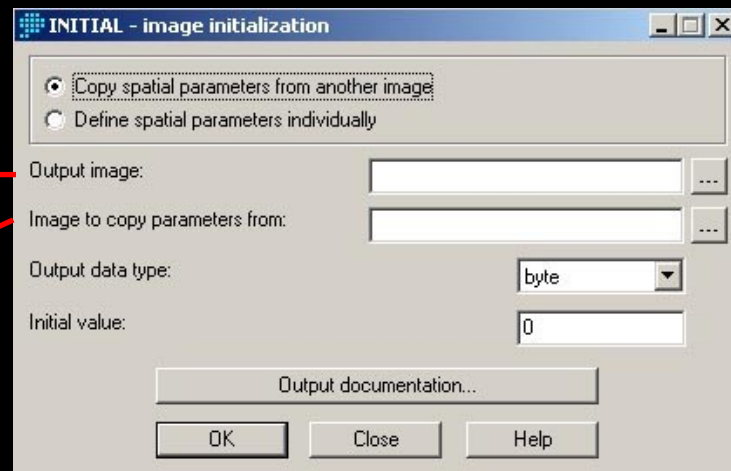 INITIAL - image initialization
Copy spatial parameters from another image
Define spatial parameters individually
Output image:
...
Image to copy parameters from:
...
Output data type:
byte
Initial value:
0
Output documentation...
OK Close Help